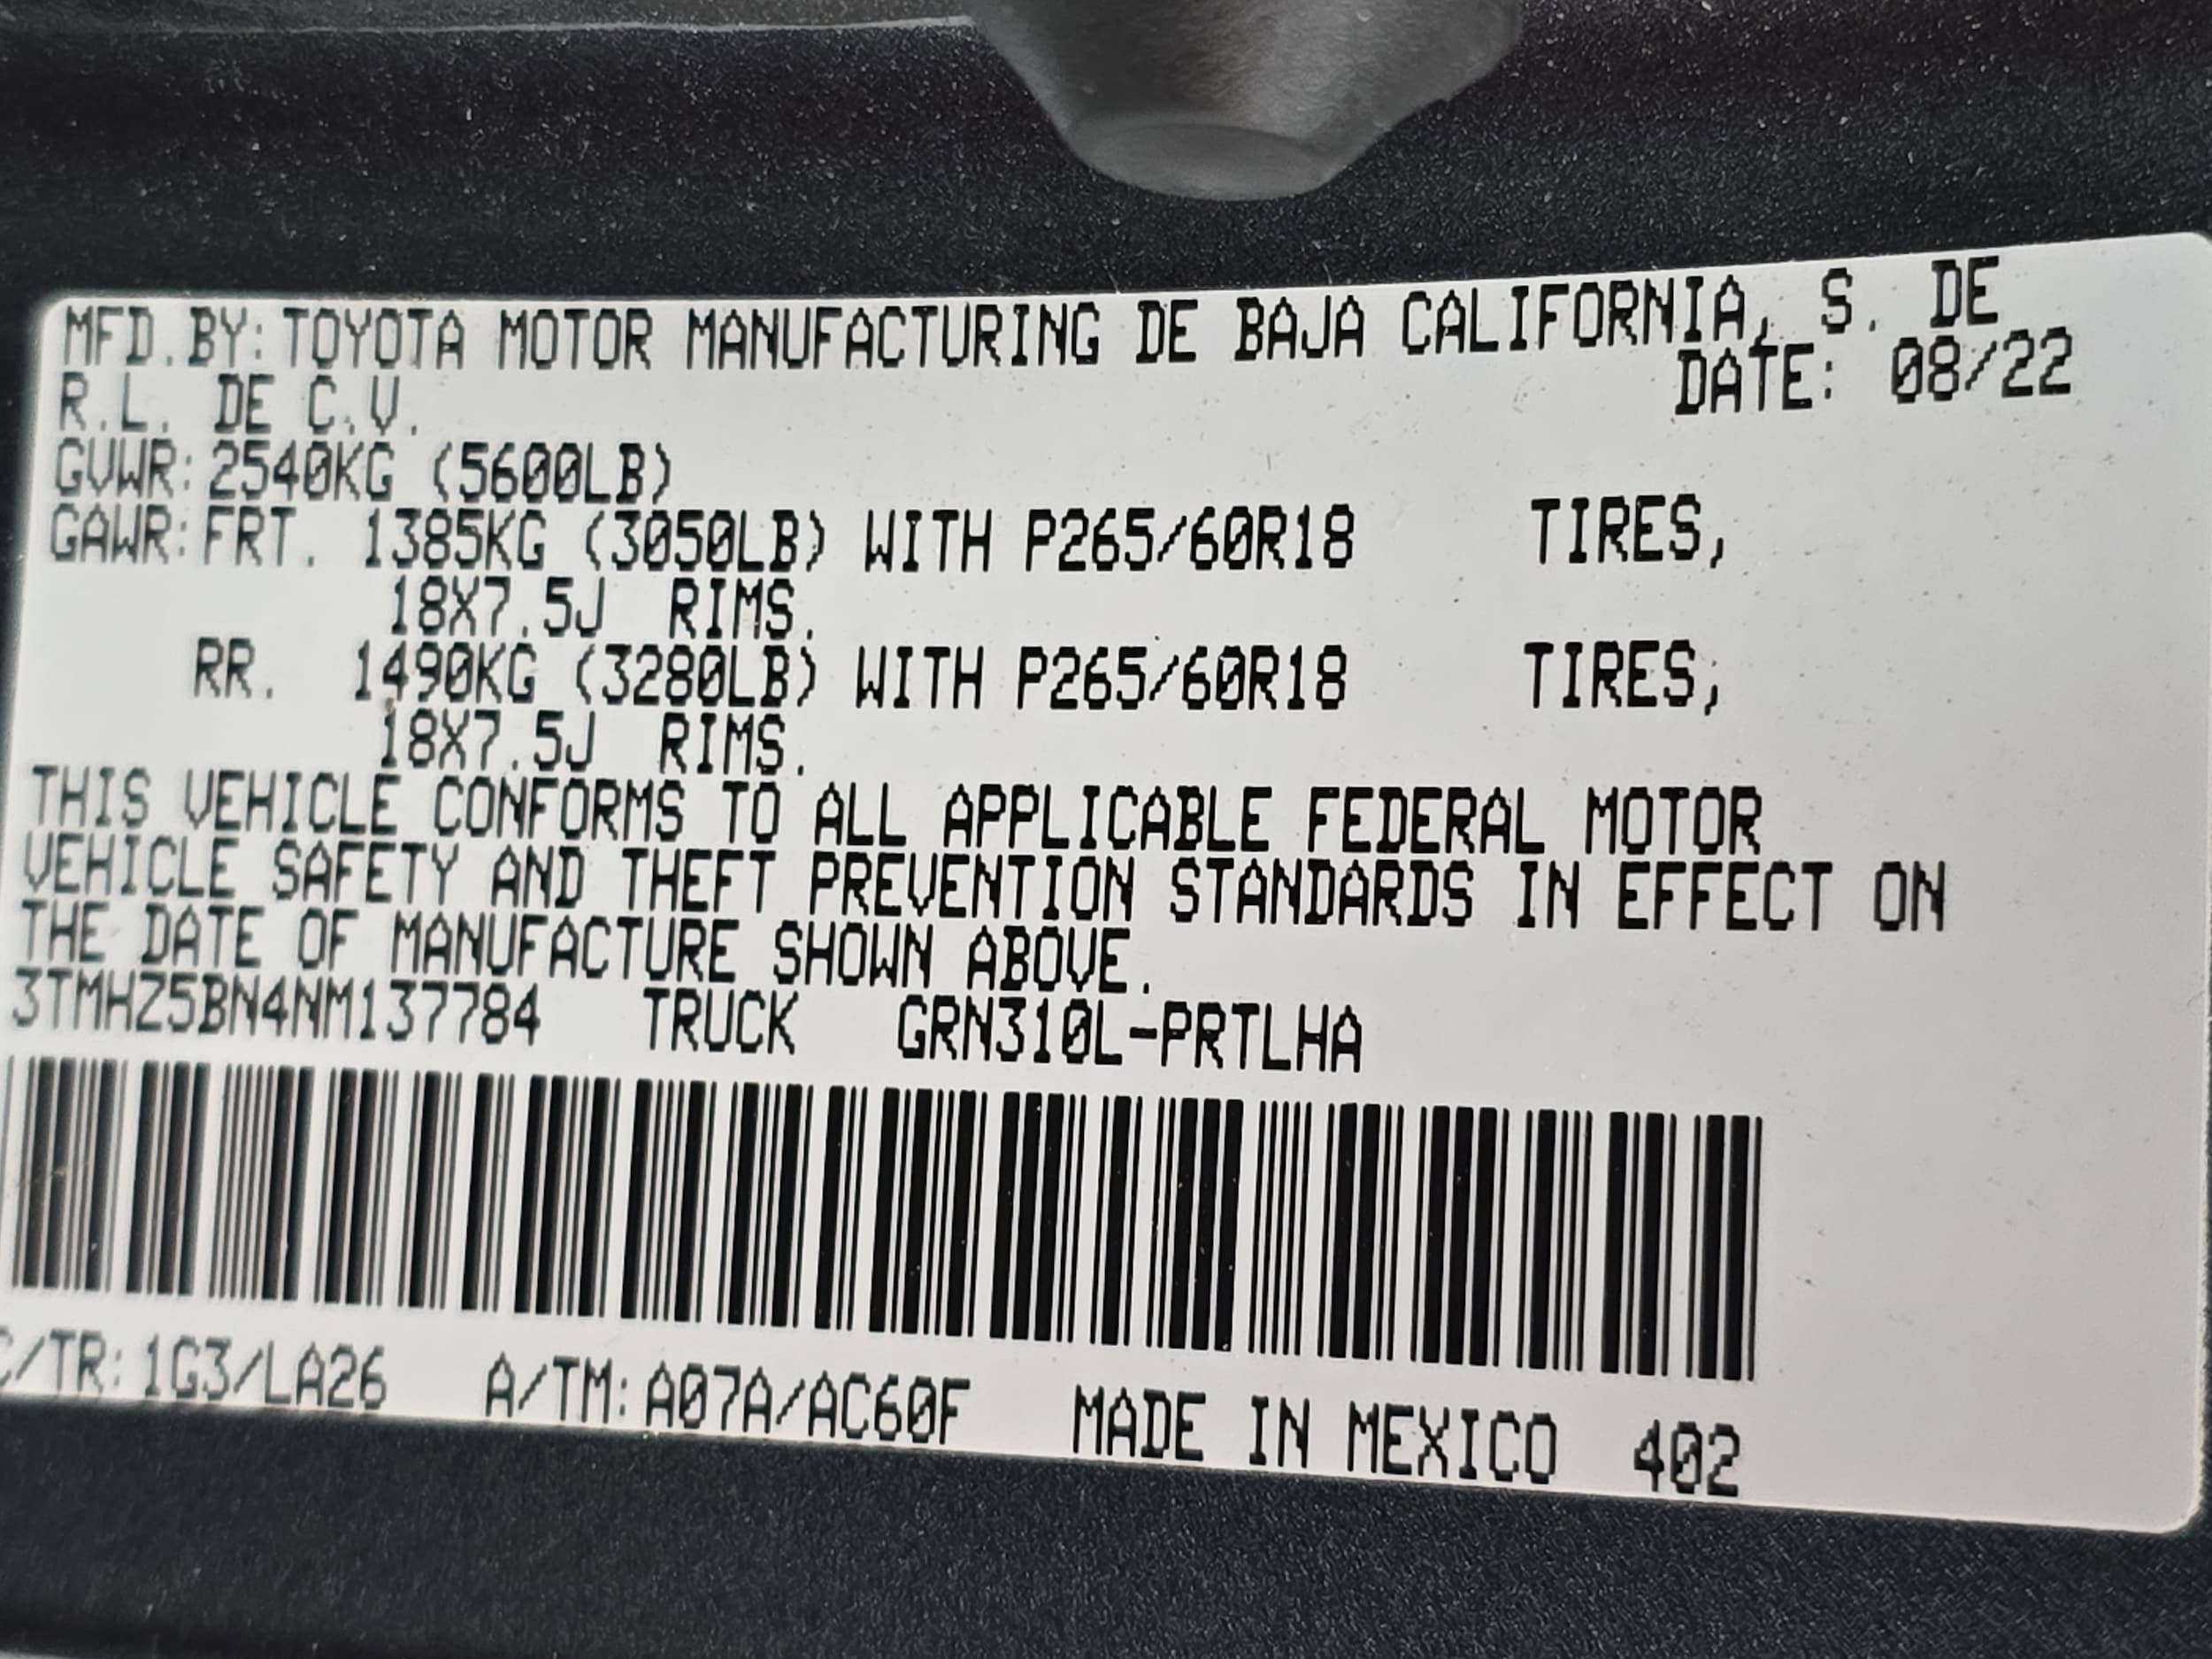 MFD.BY: TOYOTA MOTOR MANUFACTURING DE BAJA CALIFORNIA, S. DE
R.L. DE C.V. DATE: 08/22
GVWR: 2540KG (5600LB)
GAWR: FRT. 1385KG (3050LB) WITH P265/60R18 TIRES,
18X7.5J RIMS.
RR. 1490KG (3280LB) WITH P265/60R18 TIRES,
18X7.5J RIMS.
THIS VEHICLE CONFORMS TO ALL APPLICABLE FEDERAL MOTOR
VEHICLE SAFETY AND THEFT PREVENTION STANDARDS IN EFFECT ON
THE DATE OF MANUFACTURE SHOWN ABOVE.
3TMHZ5BN4NM137784 TRUCK GRN310L-PRTLHA
C/TR: 1G3/LA26 A/TM: A07A/AC60F MADE IN MEXICO 402